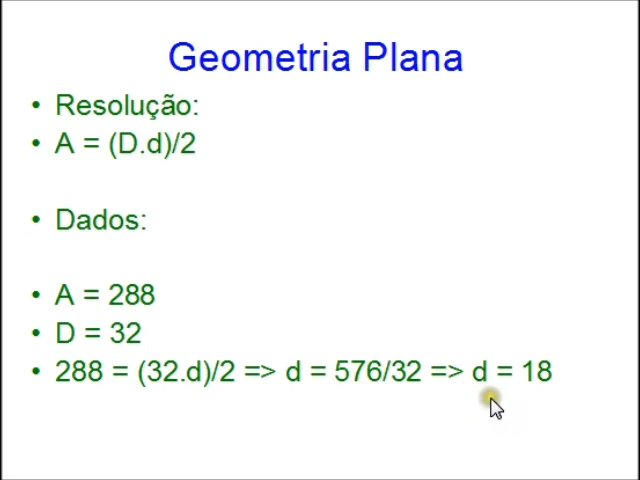 Geometria Plana
• Resolução:
• A = (D.d)/2
• Dados:
• A = 288
• D = 32
• 288 = (32.d)/2 => d = 576/32 => d = 18